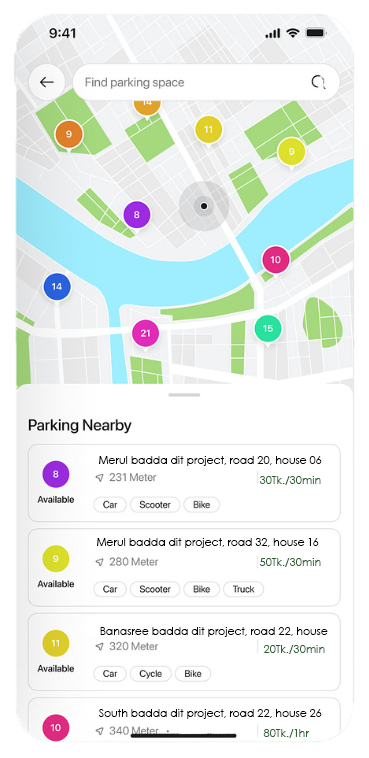 9:41
Find parking space
14
9
11
9
8
10
14
15
21
Parking Nearby
8
Available
Merul badda dit project, road 20, house 06
231 Meter
30Tk./30min
Car
Scooter
Bike
9
Available
Merul badda dit project, road 32, house 16
280 Meter
50Tk./30min
Car
Scooter
Bike
Truck
11
Available
Banasree badda dit project, road 22, house
320 Meter
20Tk./30min
Car
Cycle
Bike
10
South badda dit project, road 22, house 26
340 Meter
80Tk./1hr